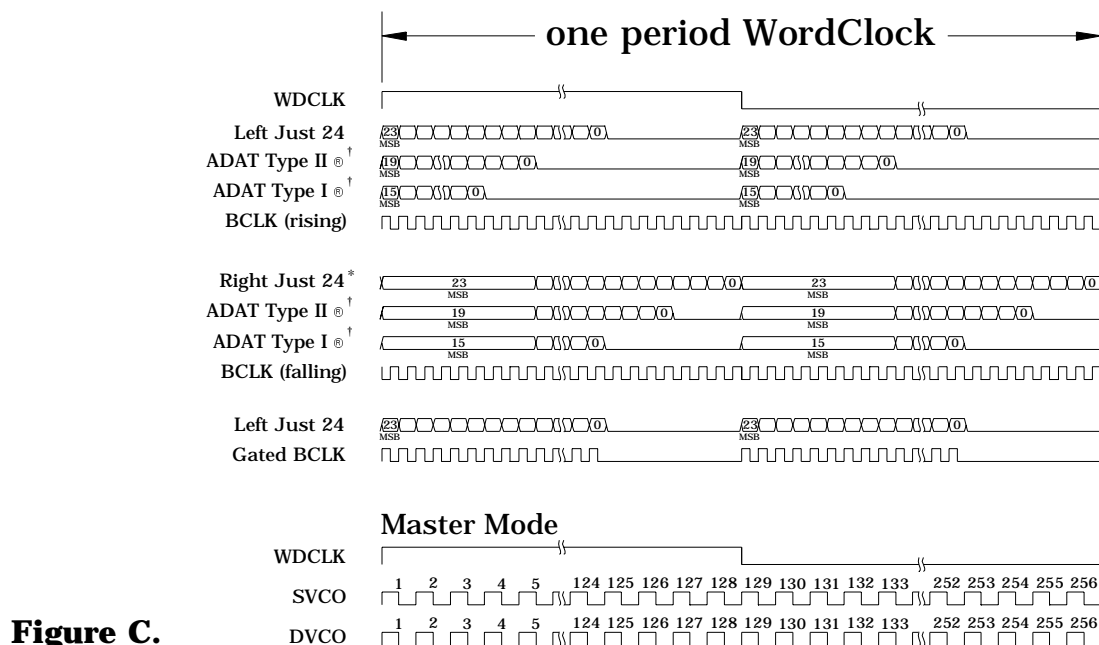 one period WordClock
WDCLK
Left Just 24 23 0 23 0
MSB MSB
ADAT Type II ®† 19 0 19 0
MSB MSB
ADAT Type I ®† 15 0 15 0
MSB MSB
BCLK (rising)
Right Just 24* 23 0 23 0
MSB MSB
ADAT Type II ®† 19 0 19 0
MSB MSB
ADAT Type I ®† 15 0 15 0
MSB MSB
BCLK (falling)
Left Just 24 23 0 23 0
MSB MSB
Gated BCLK
Master Mode
WDCLK
SVCO 1 2 3 4 5 124 125 126 127 128 129 130 131 132 133 252 253 254 255 256
DVCO 1 2 3 4 5 124 125 126 127 128 129 130 131 132 133 252 253 254 255 256
Figure C.